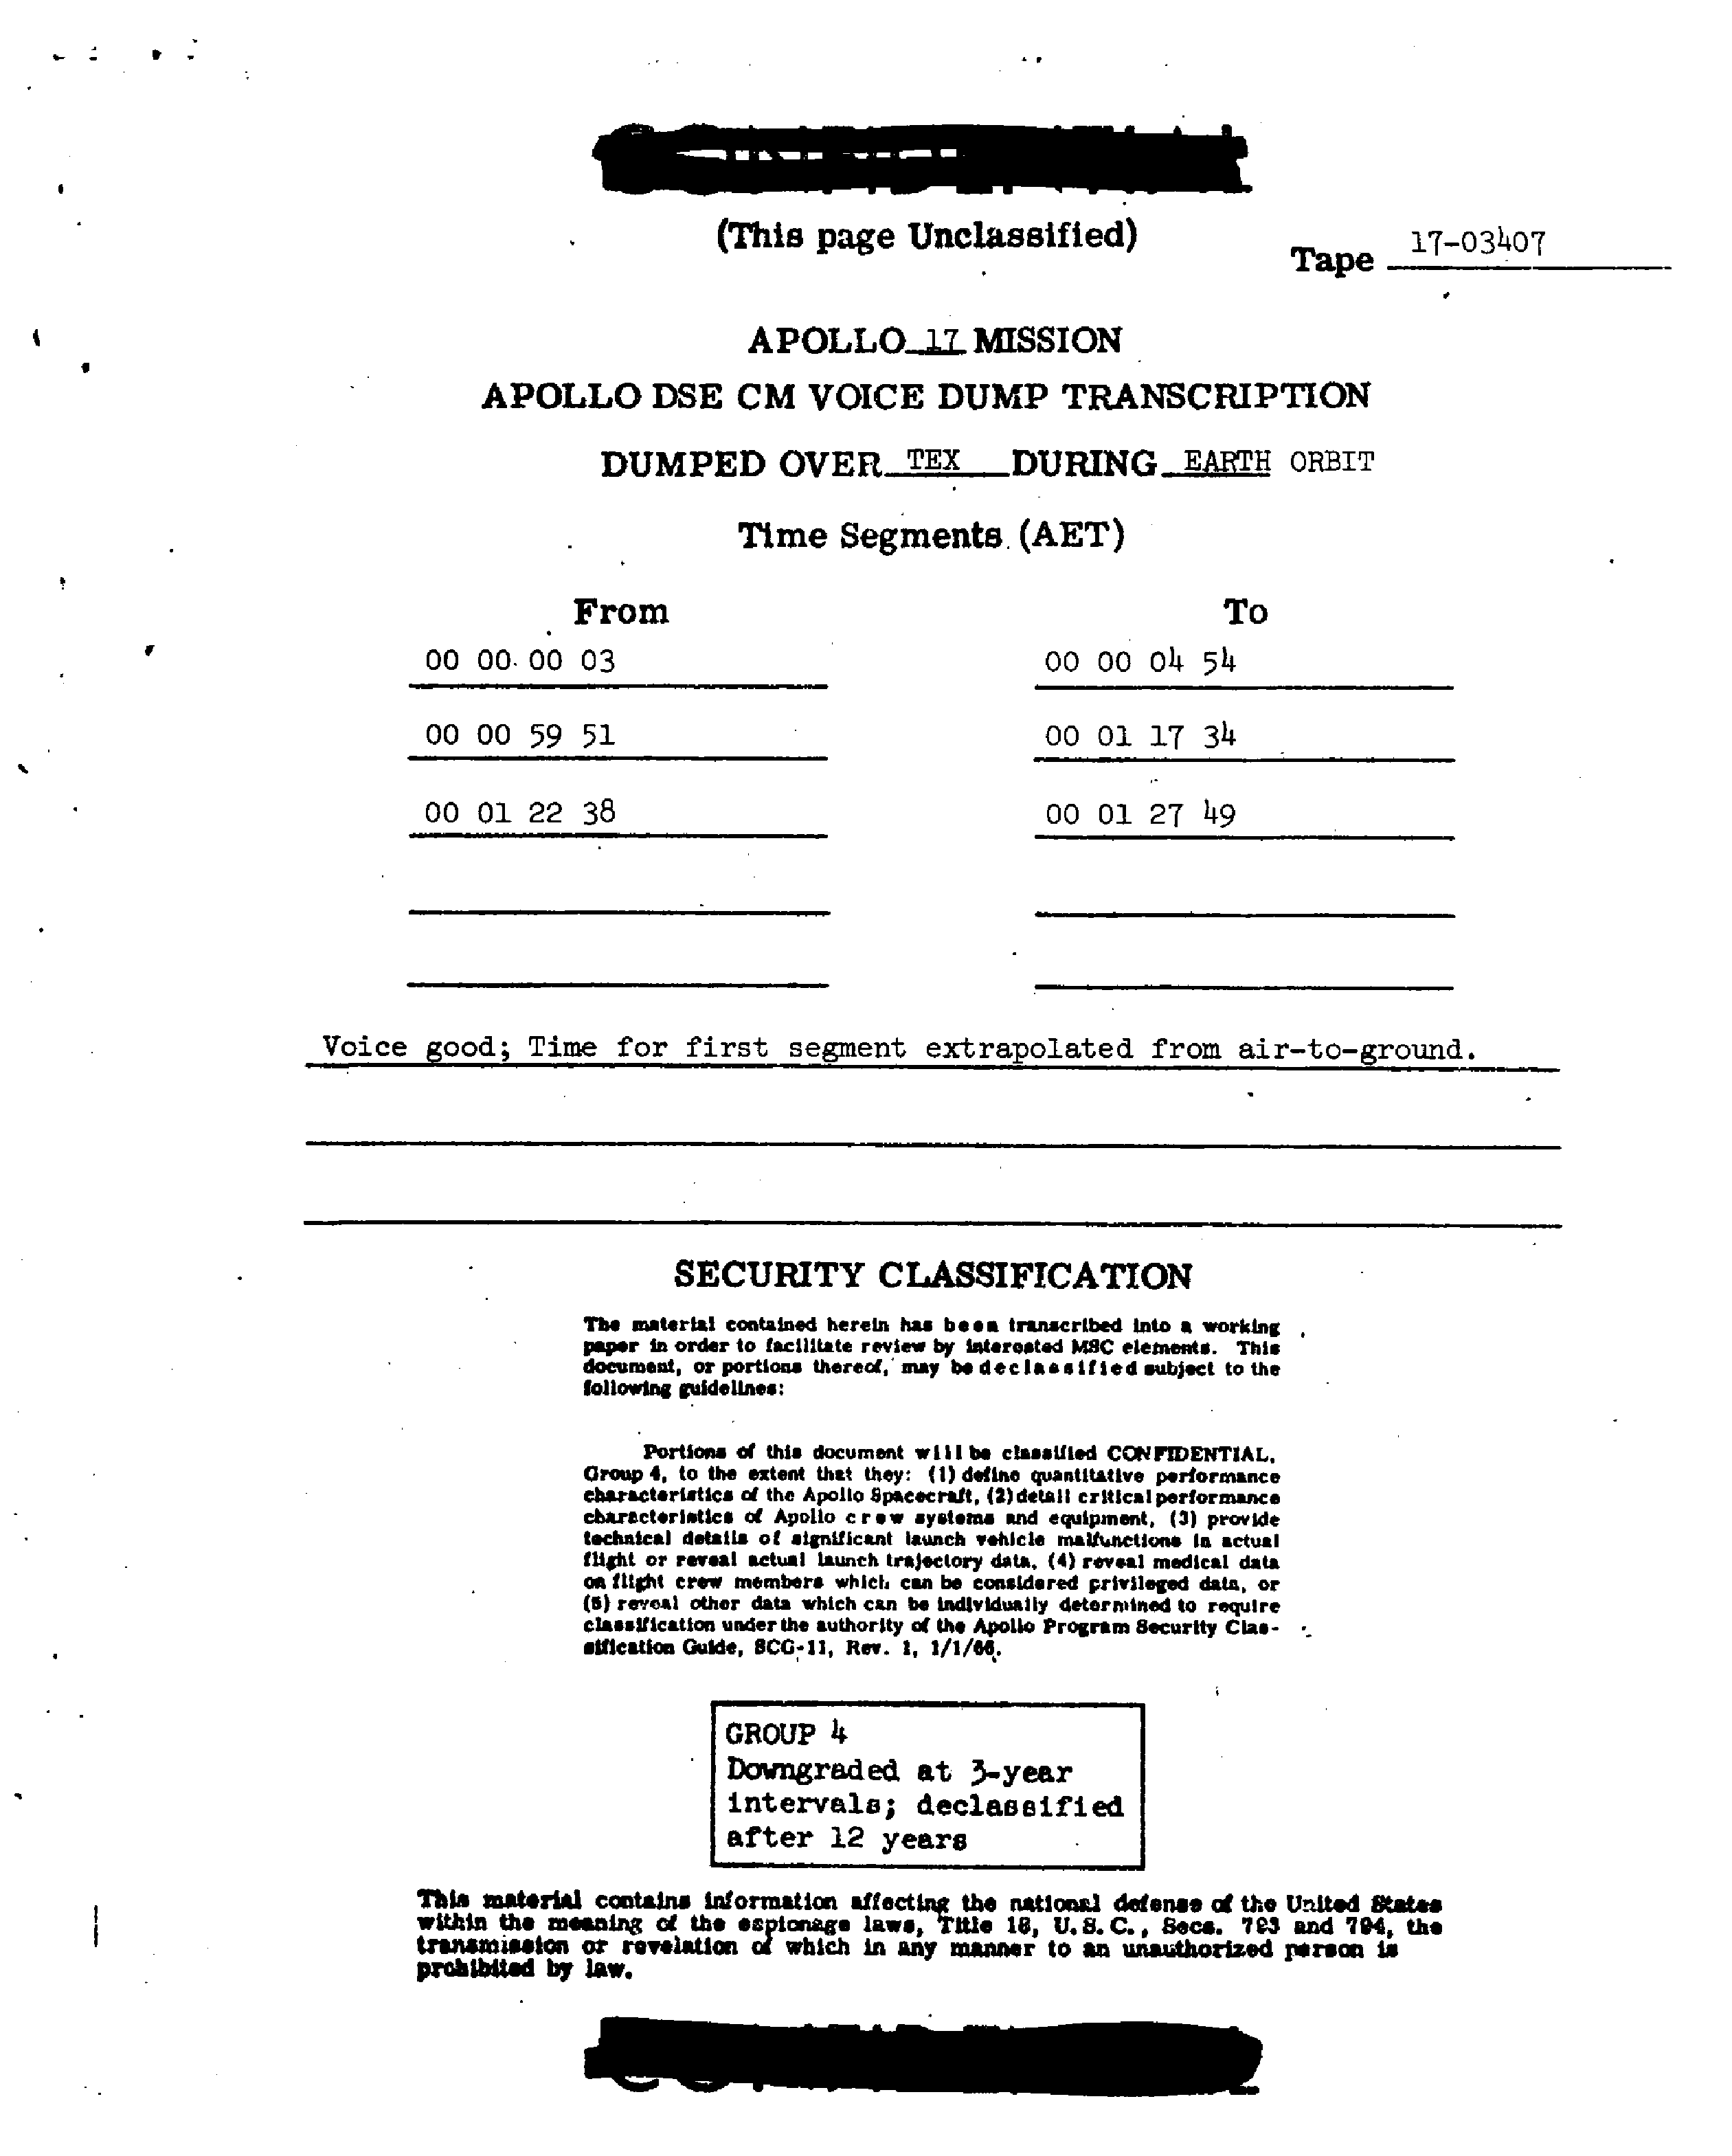 (This page Unclassified)
Tape 17-03407
APOLLO 17 MISSION
APOLLO DSE CM VOICE DUMP TRANSCRIPTION
DUMPED OVER TEX DURING EARTH ORBIT
Time Segments (AET)
From To
00 00 00 03 00 00 04 54
00 00 59 51 00 01 17 34
00 01 22 38 00 01 27 49
Voice good; Time for first segment extrapolated from air-to-ground.
SECURITY CLASSIFICATION
The material contained herein has been transcribed into a working
paper in order to facilitate review by interested MSC elements. This
document, or portions thereof, may be declassified subject to the
following guidelines:
Portions of this document will be classified CONFIDENTIAL,
Group 4, to the extent that they: (1) define quantitative performance
characteristics of the Apollo Spacecraft, (2) detail critical performance
characteristics of Apollo crew systems and equipment, (3) provide
technical details of significant launch vehicle malfunctions in actual
flight or reveal actual launch trajectory data, (4) reveal medical data
on flight crew members which can be considered privileged data, or
(5) reveal other data which can be individually determined to require
classification under the authority of the Apollo Program Security Clas-
sification Guide, SCG-11, Rev. 1, 1/1/66.
GROUP 4
Downgraded at 3-year
intervals; declassified
after 12 years
This material contains information affecting the national defense of the United States
within the meaning of the espionage laws, Title 18, U.S.C., Secs. 793 and 794, the
transmission or revelation of which in any manner to an unauthorized person is
prohibited by law.